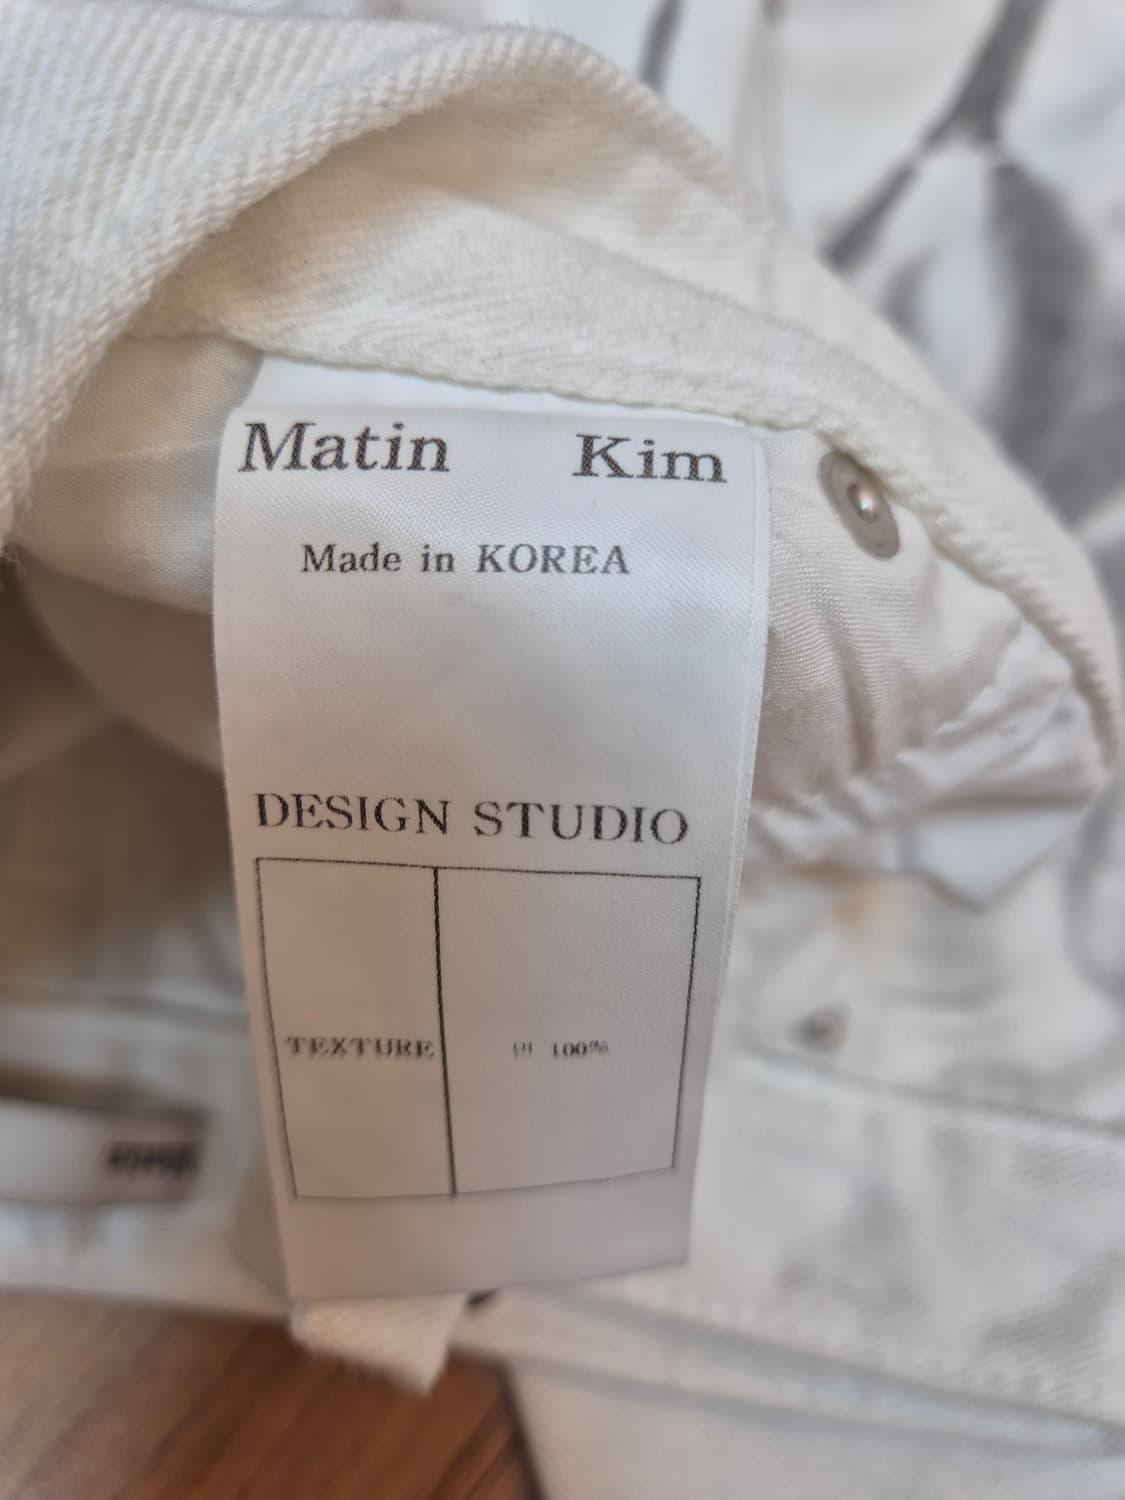 Matin Kim
Made in KOREA
DESIGN STUDIO
TEXTURE
100%